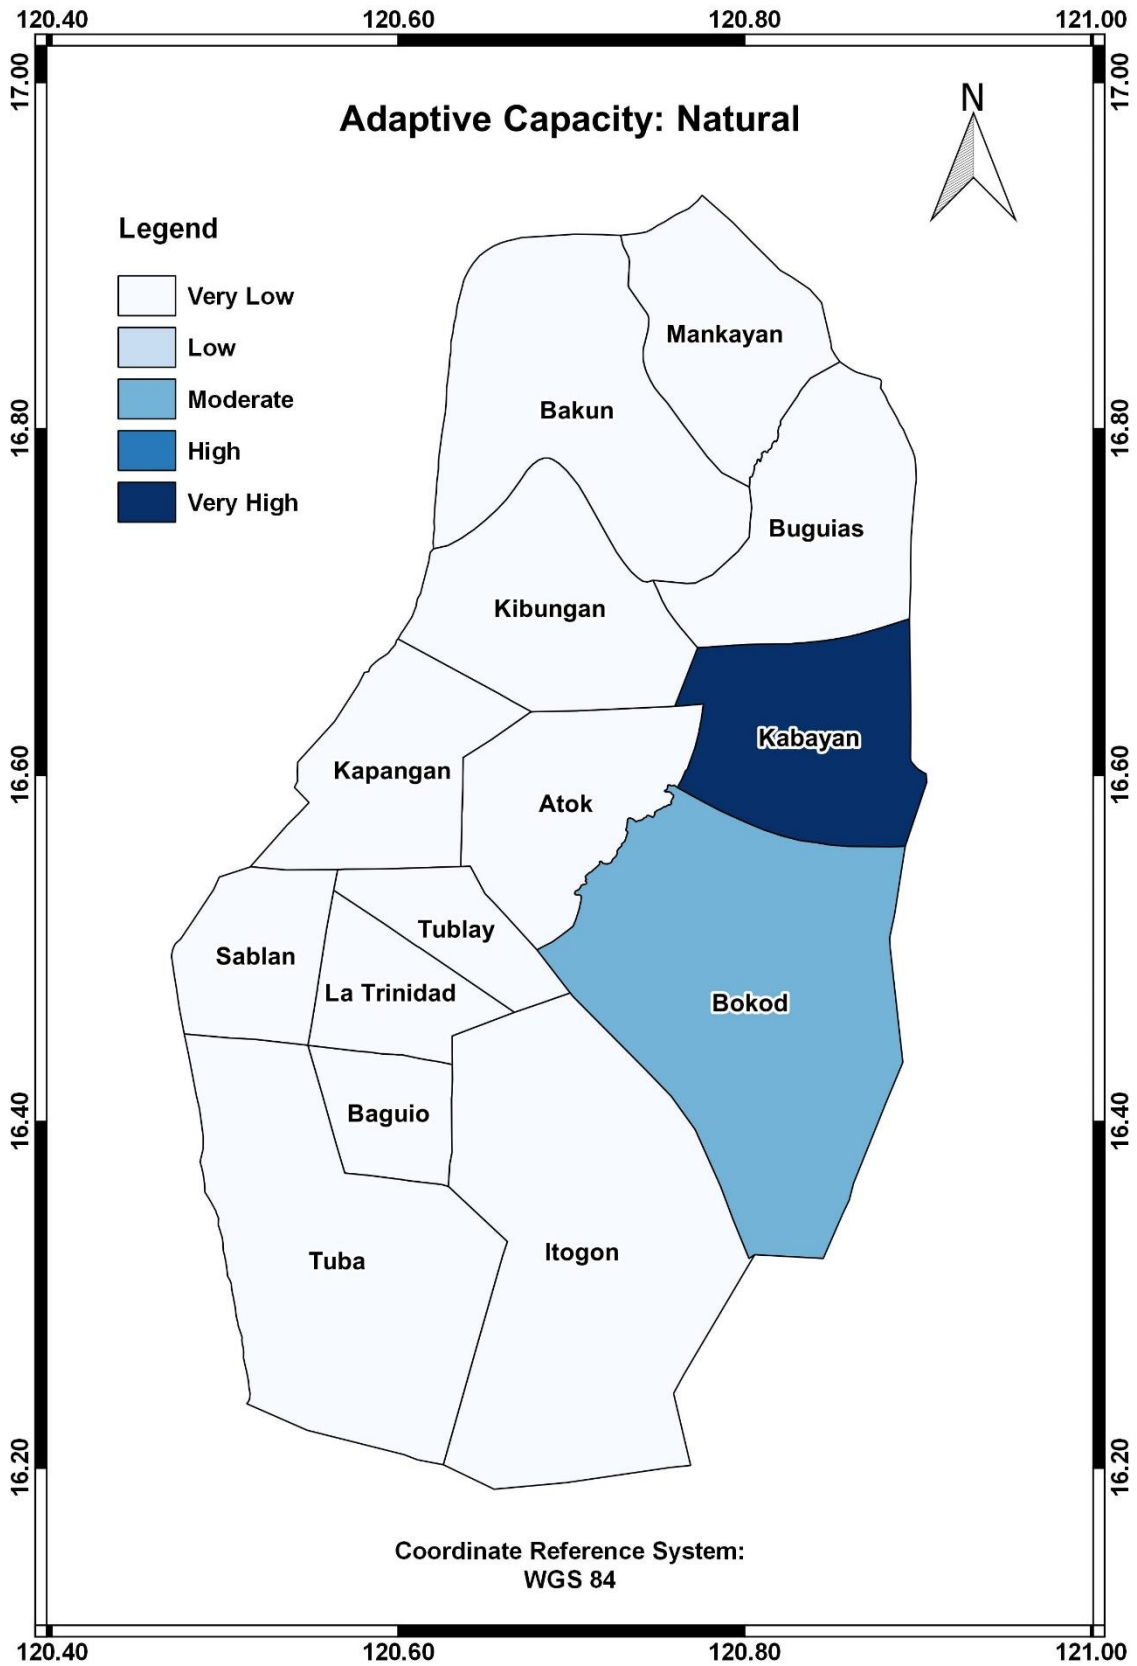 120.40 120.60 120.80 121.00
17.00 17.00
N
Adaptive Capacity: Natural
Legend
Very Low
Low
Moderate
High
Very High
Mankayan
Bakun
16.80 16.80
Buguias
Kibungan
Kabayan
Kapangan
16.60 16.60
Atok
Tublay
Sablan
La Trinidad
Bokod
Baguio
16.40 16.40
Itogon
Tuba
16.20 16.20
Coordinate Reference System:
WGS 84
120.40 120.60 120.80 121.00